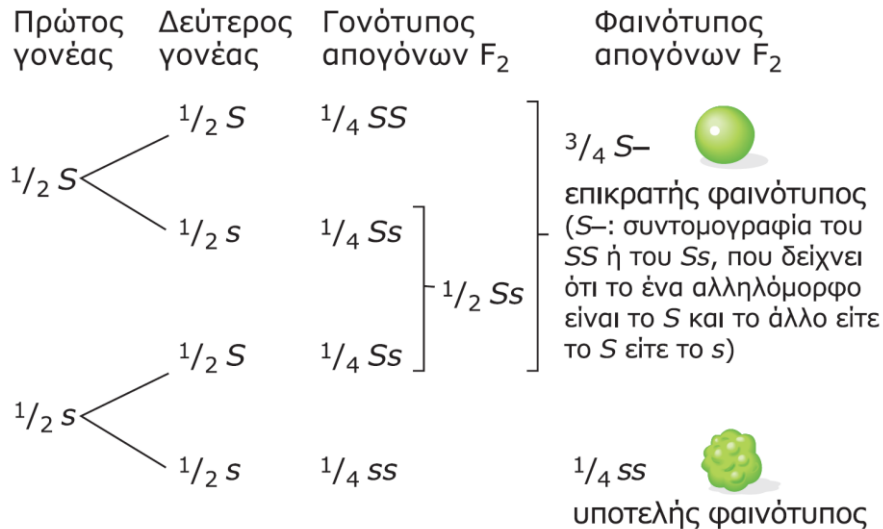 Πρώτος γονέας
Δεύτερος γονέας
Γονότυπος απογόνων F₂
Φαινότυπος απογόνων F₂
1/2 S
1/2 S
1/4 SS
1/2 s
1/4 Ss
1/2 Ss
3/4 S–
επικρατής φαινότυπος
(S–: συντομογραφία του
SS ή του Ss, που δείχνει
ότι το ένα αλληλόμορφο
είναι το S και το άλλο είτε
το S είτε το s)
1/2 s
1/2 S
1/4 Ss
1/2 s
1/4 ss
1/4 ss
υποτελής φαινότυπος